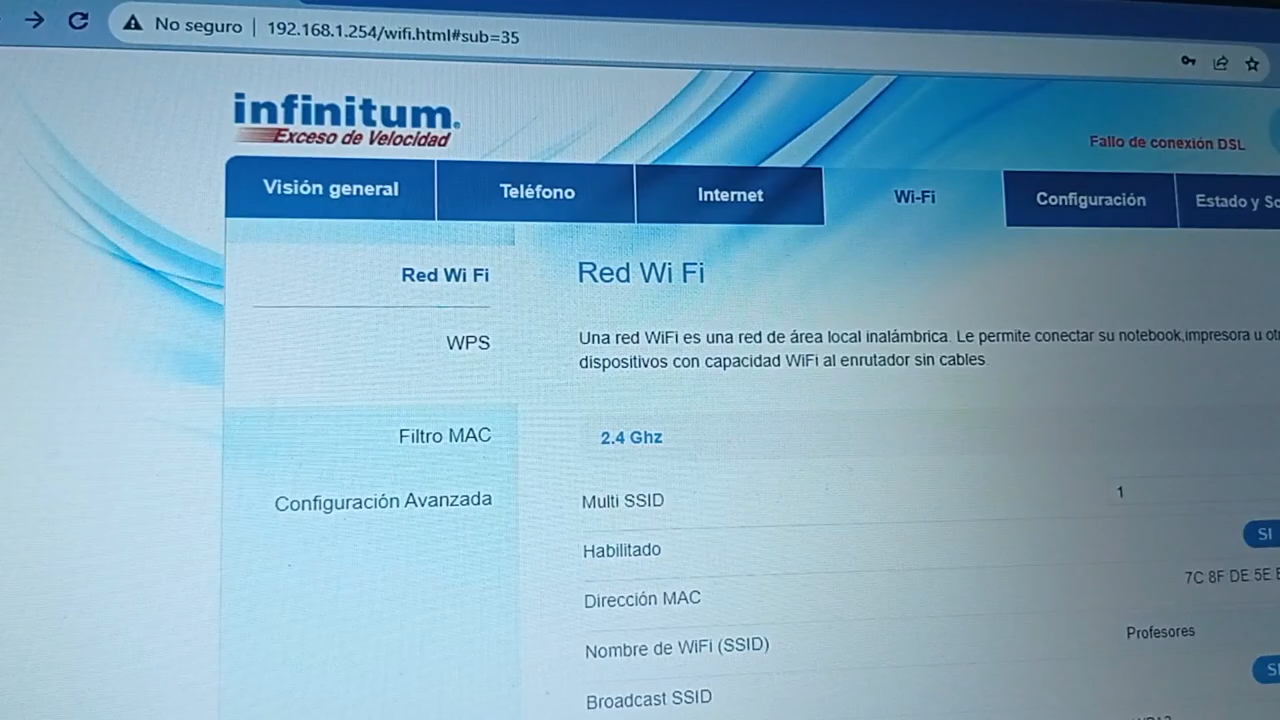 No seguro | 192.168.1.254/wifi.html#sub=35
infinitum.
Exceso de Velocidad
Fallo de conexión DSL
Visión general
Teléfono
Internet
Wi-Fi
Configuración
Estado y
Red Wi Fi
WPS
Filtro MAC
Configuración Avanzada
Red Wi Fi
Una red WiFi es una red de área local inalámbrica. Le permite conectar su notebook,impresora u
dispositivos con capacidad WiFi al enrutador sin cables.
2.4 Ghz
Multi SSID
1
Habilitado
SI
Dirección MAC
7C 8F DE 5E
Nombre de WiFi (SSID)
Profesores
Broadcast SSID